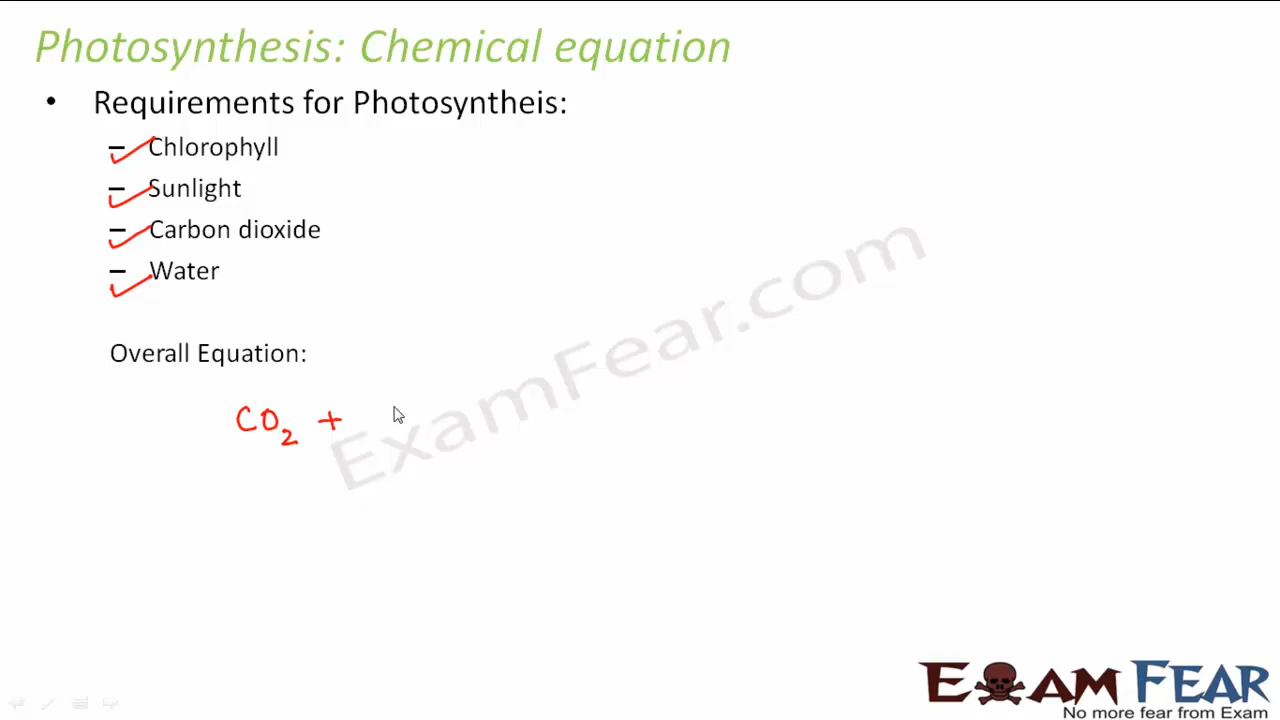 Photosynthesis: Chemical equation
• Requirements for Photosyntheis:
– Chlorophyll
– Sunlight
– Carbon dioxide
– Water
Overall Equation:
CO₂ +
ExamFear.com
EXAM FEAR
No more fear from Exam